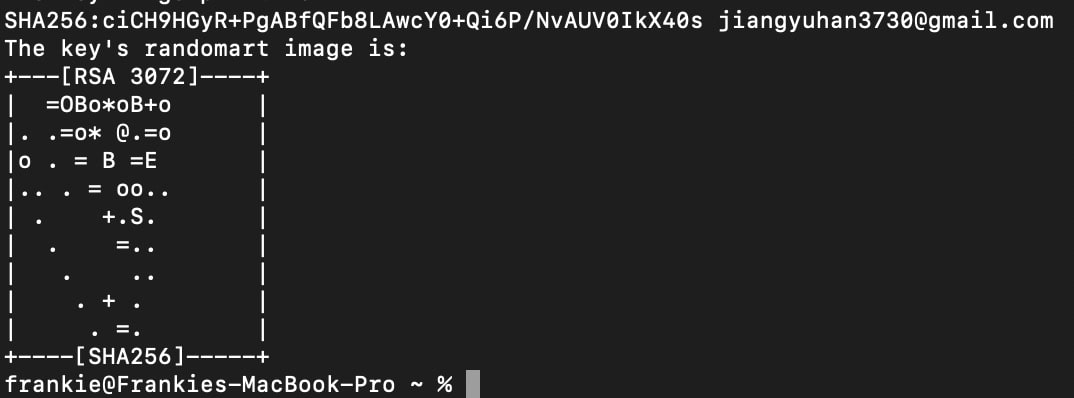 SHA256:ciCH9HGyR+PgABfQFb8LAwcY0+Qi6P/NvAUV0IkX40s jiangyuhan3730@gmail.com
The key's randomart image is:
+---[RSA 3072]----+
|  =OBo*oB+o      |
|. .=o* @.=o      |
|o . = B =E       |
|.. . = oo..      |
| .    +.S.       |
|  .    =..       |
|   .    ..       |
|    . + .        |
|     . =.        |
+----[SHA256]-----+
frankie@Frankies-MacBook-Pro ~ %